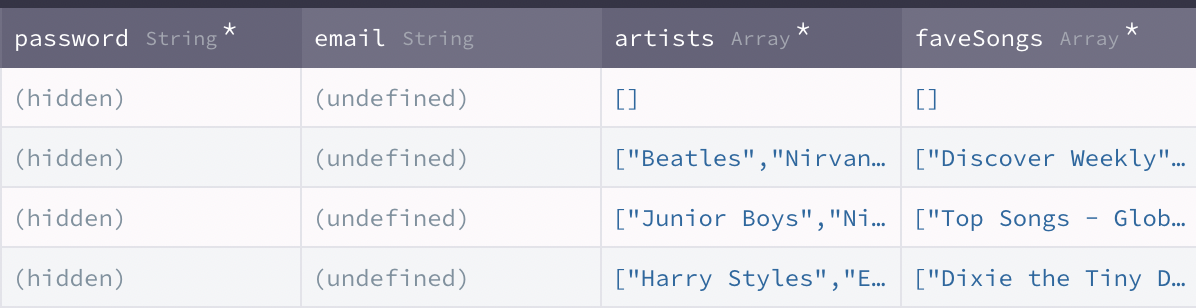 password String * email String artists Array * faveSongs Array *
(hidden) (undefined) [] []
(hidden) (undefined) ["Beatles","Nirvan… ["Discover Weekly"…
(hidden) (undefined) ["Junior Boys","Ni… ["Top Songs - Glob…
(hidden) (undefined) ["Harry Styles","E… ["Dixie the Tiny D…